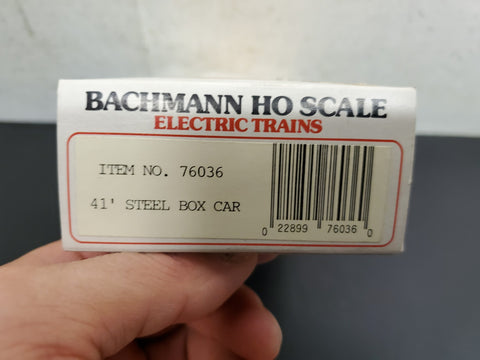 BACHMANN HO SCALE
ELECTRIC TRAINS
ITEM NO. 76036
41' STEEL BOX CAR
0 22899 76036 0